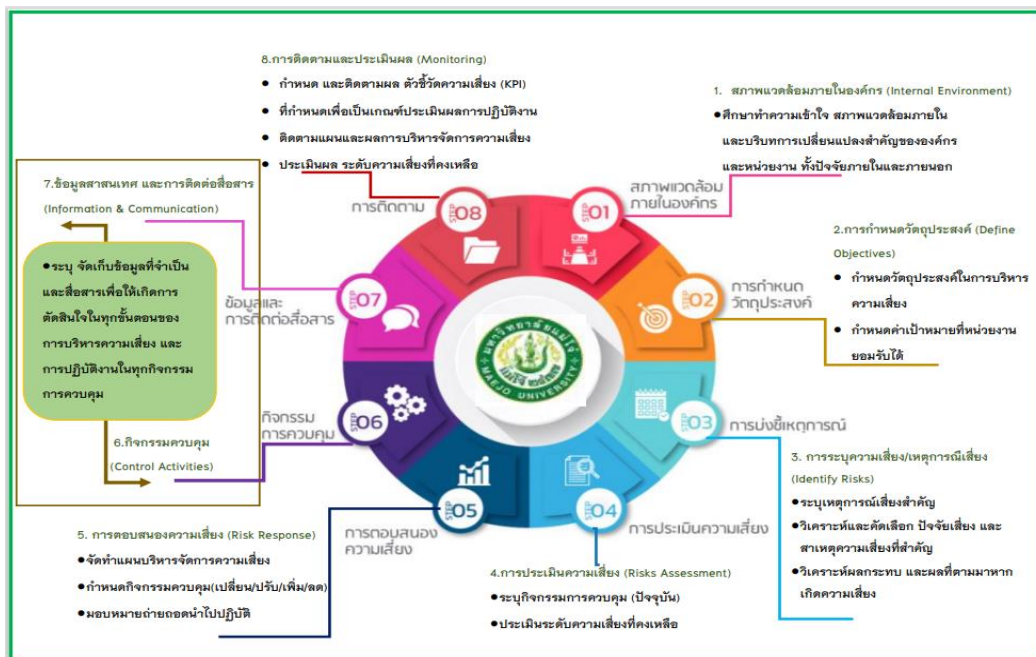 8.การติดตามและประเมินผล (Monitoring)
● กำหนด และติดตามผล ตัวชี้วัดความเสี่ยง (KPI)
● ที่กำหนดเพื่อเป็นเกณฑ์ประเมินผลการปฏิบัติงาน
● ติดตามแผนและผลการบริหารจัดการความเสี่ยง
● ประเมินผล ระดับความเสี่ยงที่คงเหลือ
1. สภาพแวดล้อมภายในองค์กร (Internal Environment)
●ศึกษาทำความเข้าใจ สภาพแวดล้อมภายใน
และบริบทการเปลี่ยนแปลงสำคัญขององค์กร
และหน่วยงาน ทั้งปัจจัยภายในและภายนอก
2.การกำหนดวัตถุประสงค์ (Define
Objectives)
● กำหนดวัตถุประสงค์ในการบริหาร
ความเสี่ยง
● กำหนดค่าเป้าหมายที่หน่วยงาน
ยอมรับได้
3. การระบุความเสี่ยง/เหตุการณ์เสี่ยง
(Identify Risks)
●ระบุเหตุการณ์เสี่ยงสำคัญ
●วิเคราะห์และคัดเลือก ปัจจัยเสี่ยง และ
สาเหตุความเสี่ยงที่สำคัญ
●วิเคราะห์ผลกระทบ และผลที่ตามมาหาก
เกิดความเสี่ยง
4.การประเมินความเสี่ยง (Risks Assessment)
●ระบุกิจกรรมการควบคุม (ปัจจุบัน)
●ประเมินระดับความเสี่ยงที่คงเหลือ
5. การตอบสนองความเสี่ยง (Risk Response)
●จัดทำแผนบริหารจัดการความเสี่ยง
●กำหนดกิจกรรมควบคุม(เปลี่ยน/ปรับ/เพิ่ม/ลด)
●มอบหมายถ่ายถอดนำไปปฏิบัติ
7.ข้อมูลสาสนเทศ และการติดต่อสื่อสาร
(Information & Communication)
●ระบุ จัดเก็บข้อมูลที่จำเป็น
และสื่อสารเพื่อให้เกิดการ
ตัดสินใจในทุกขั้นตอนของ
การบริหารความเสี่ยง และ
การปฏิบัติงานในทุกกิจกรรม
การควบคุม
6.กิจกรรมควบคุม
(Control Activities)
STEP 01
สภาพแวดล้อม
ภายในองค์กร
STEP 02
การกำหนด
วัตถุประสงค์
STEP 03
การบ่งชี้เหตุการณ์
STEP 04
การประเมินความเสี่ยง
STEP 05
การตอบสนอง
ความเสี่ยง
STEP 06
กิจกรรม
การควบคุม
STEP 07
ข้อมูลและ
การติดต่อสื่อสาร
STEP 08
การติดตาม
มหาวิทยาลัยแม่โจ้
MAEJO UNIVERSITY